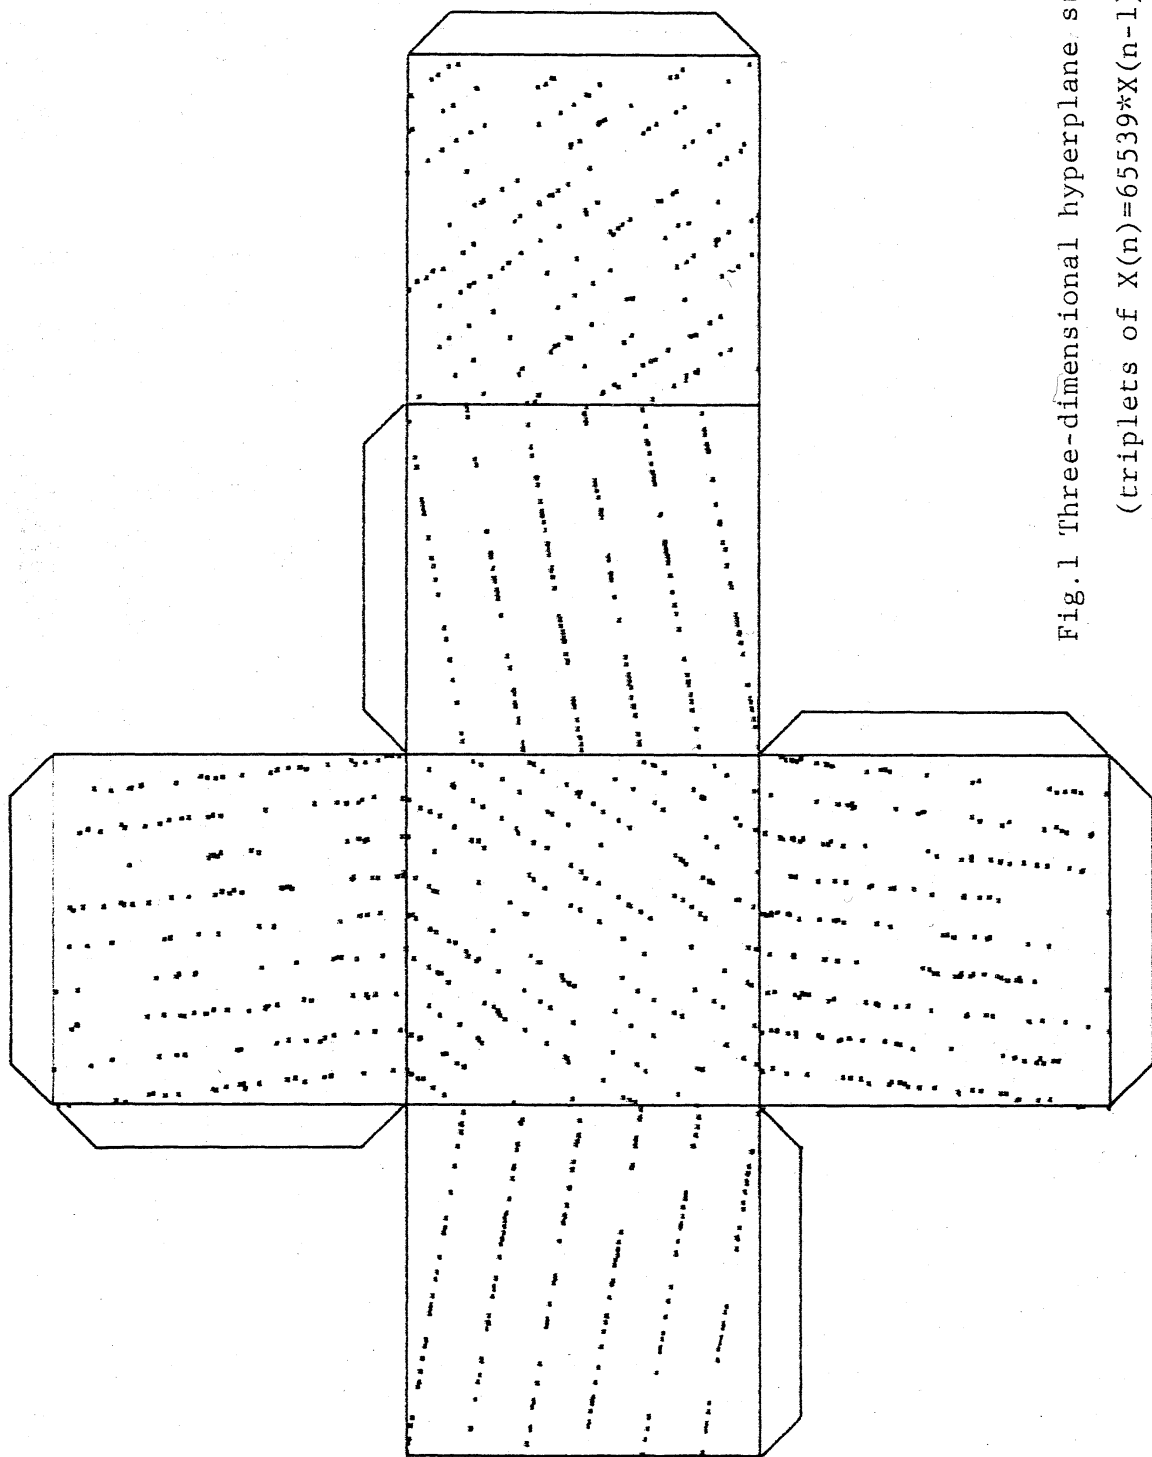 Fig.1 Three-dimensional hyperplane
(triplets of X(n)=65539*X(n-1)